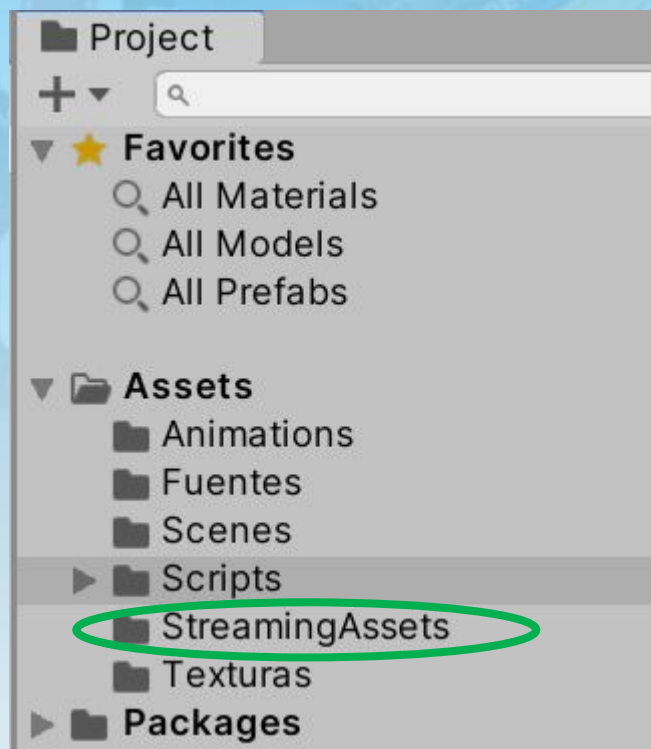 Project
Favorites
All Materials
All Models
All Prefabs
Assets
Animations
Fuentes
Scenes
Scripts
StreamingAssets
Texturas
Packages